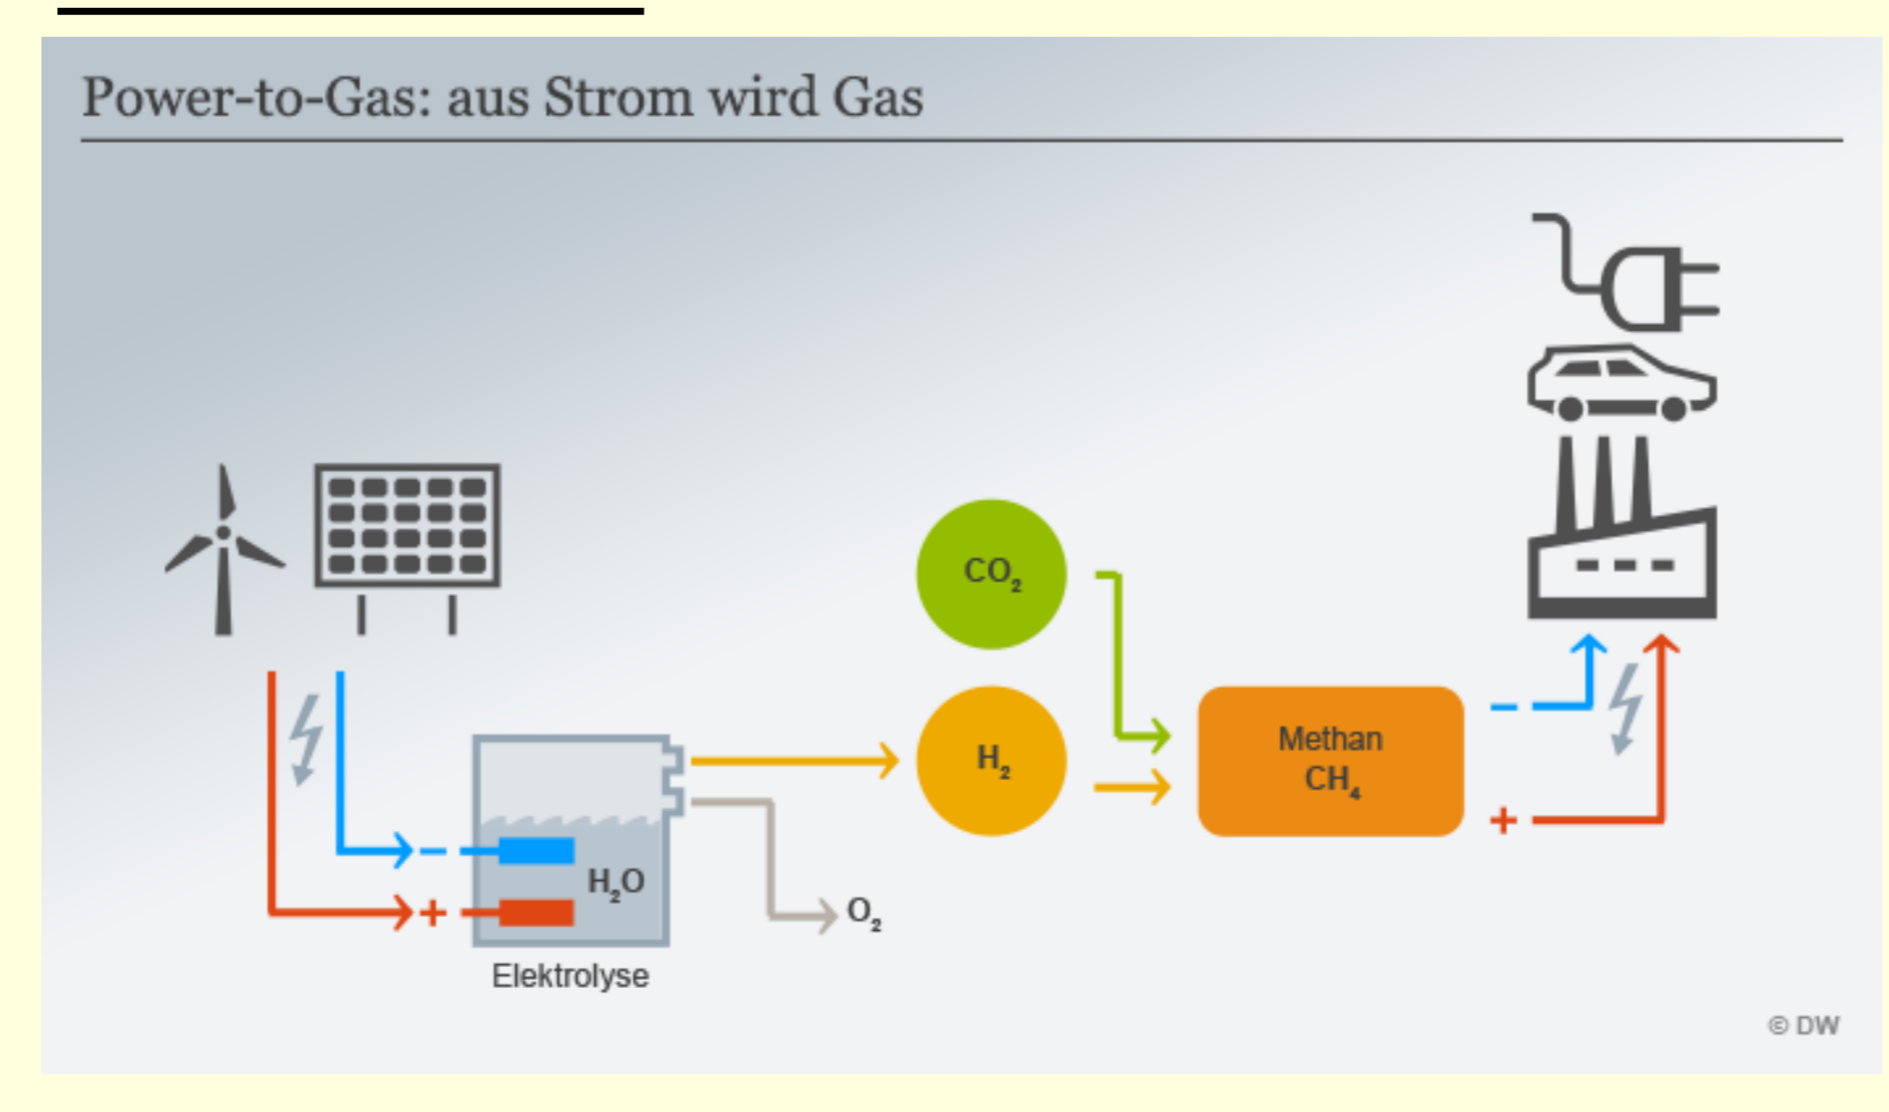 Power-to-Gas: aus Strom wird Gas
CO₂
H₂
Methan
CH₄
−
+
−
+
H₂O
O₂
Elektrolyse
© DW